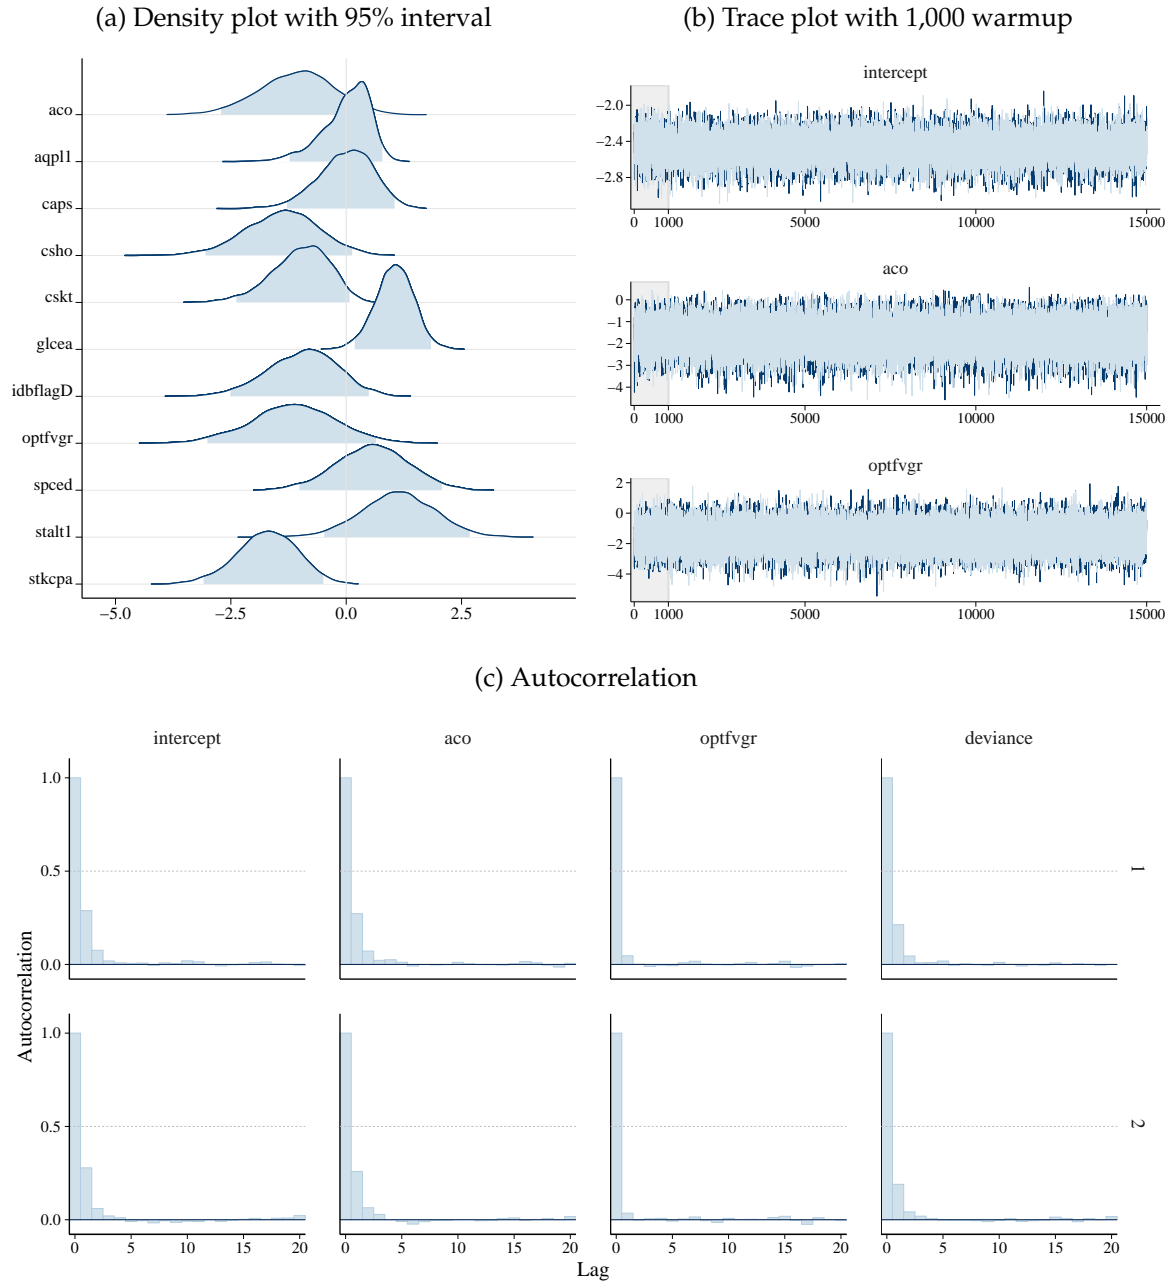 (a) Density plot with 95% interval
aco
aqpl1
caps
csho
cskt
glcea
idbflagD
optfvgr
spced
stalt1
stkcpa
−5.0 −2.5 0.0 2.5
(b) Trace plot with 1,000 warmup
intercept
−2.0
−2.4
−2.8
0 1000 5000 10000 15000
aco
0
−1
−2
−3
−4
0 1000 5000 10000 15000
optfvgr
2
0
−2
−4
0 1000 5000 10000 15000
(c) Autocorrelation
intercept aco optfvgr deviance
Autocorrelation
1.0
0.5
0.0
1
1.0
0.5
0.0
2
0 5 10 15 20 0 5 10 15 20 0 5 10 15 20 0 5 10 15 20
Lag